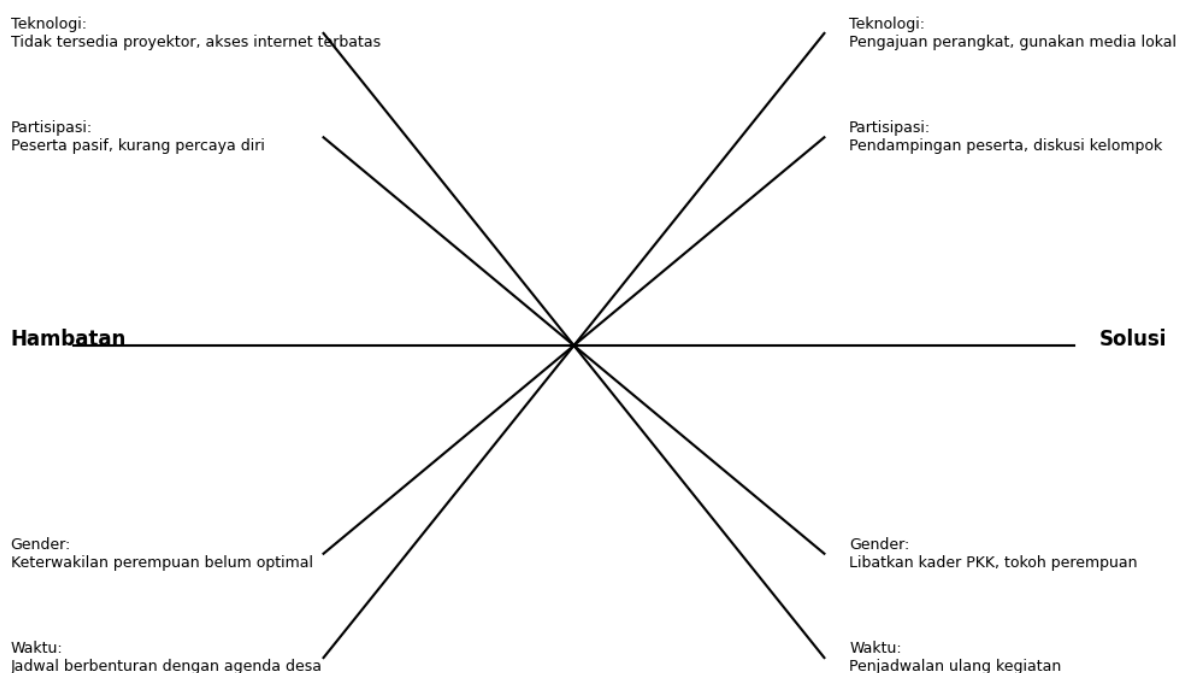 Teknologi:
Tidak tersedia proyektor, akses internet terbatas
Teknologi:
Pengajuan perangkat, gunakan media lokal
Partisipasi:
Peserta pasif, kurang percaya diri
Partisipasi:
Pendampingan peserta, diskusi kelompok
Hambatan
Solusi
Gender:
Keterwakilan perempuan belum optimal
Gender:
Libatkan kader PKK, tokoh perempuan
Waktu:
Jadwal berbenturan dengan agenda desa
Waktu:
Penjadwalan ulang kegiatan